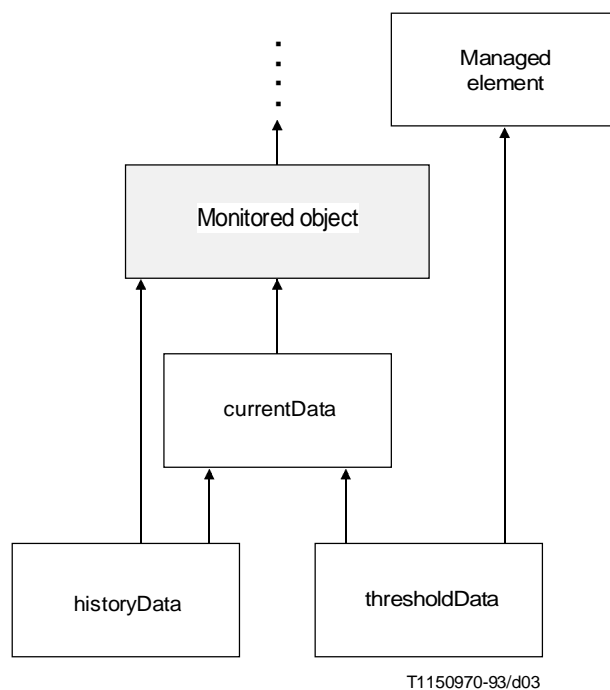 Managed
element
Monitored object
currentData
historyData
thresholdData
T1150970-93/d03